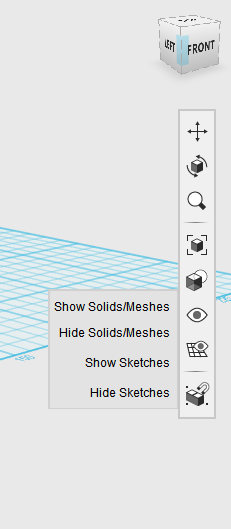 LEFT
FRONT
Show Solids/Meshes
Hide Solids/Meshes
Show Sketches
Hide Sketches